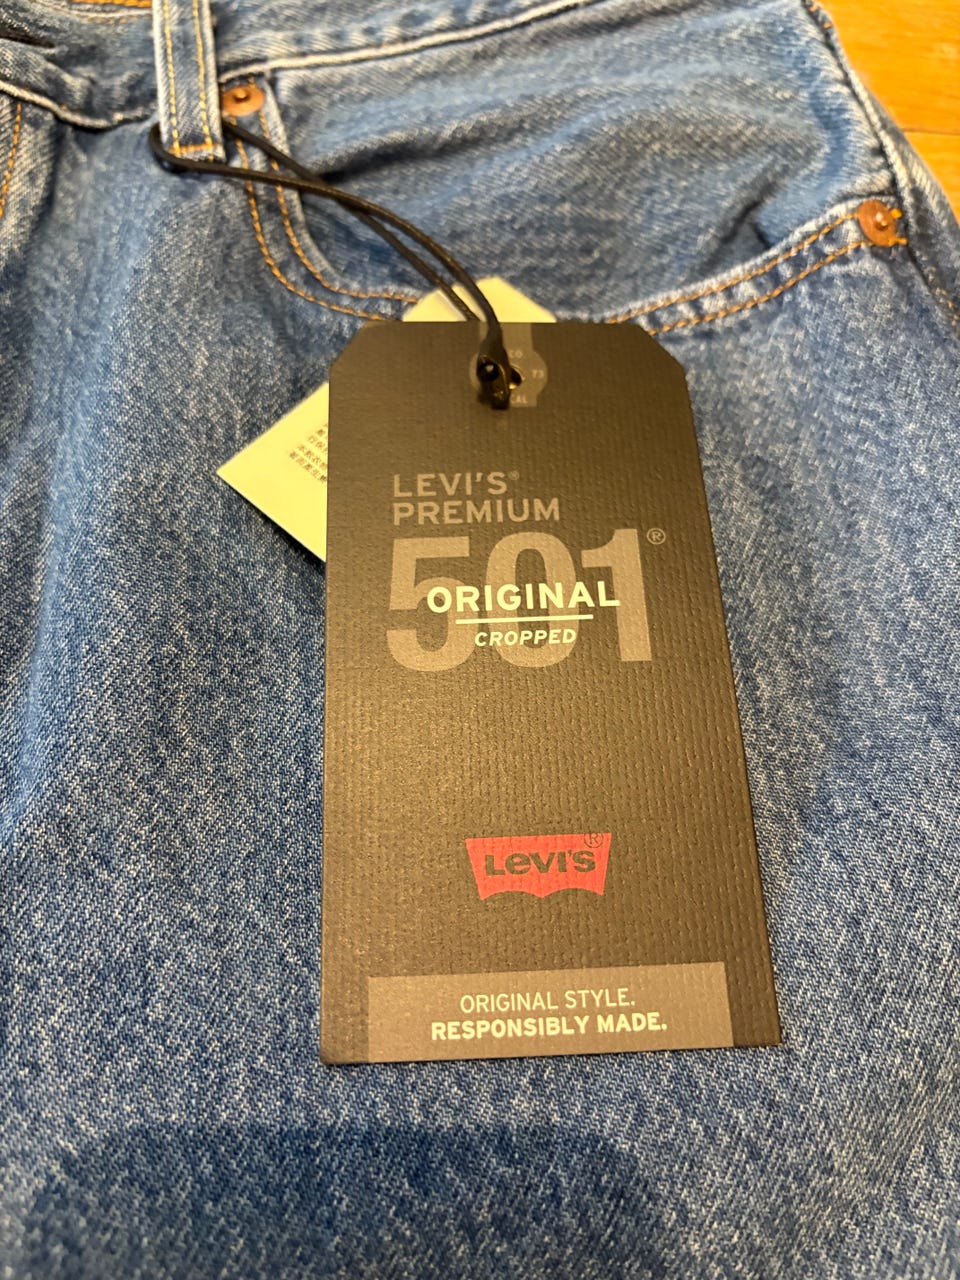 LEVI'S®
PREMIUM
501®
ORIGINAL
CROPPED
LEVI'S®
ORIGINAL STYLE.
RESPONSIBLY MADE.